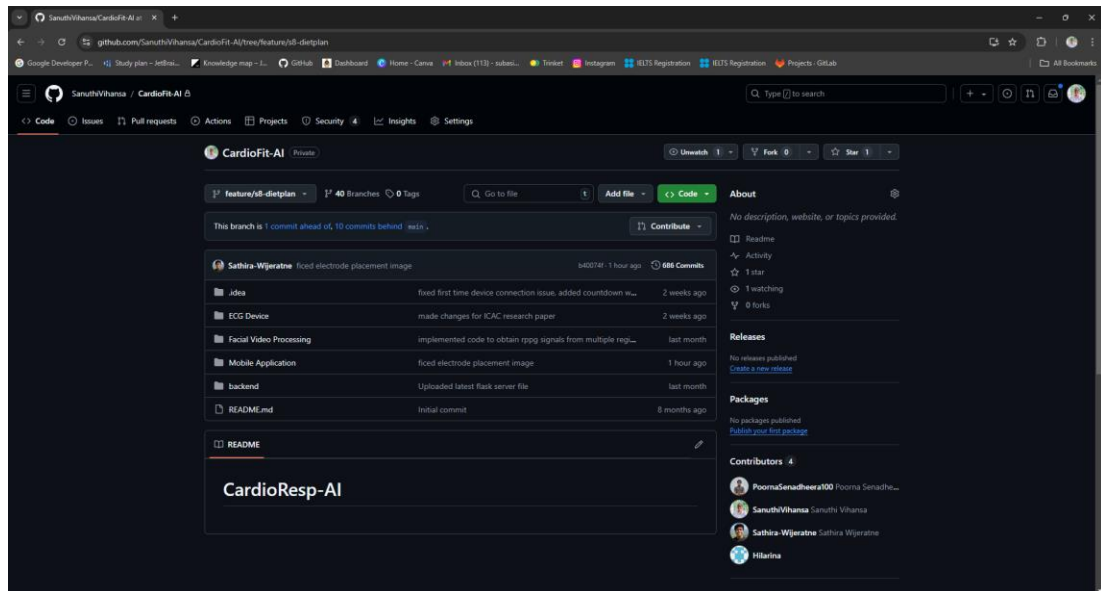 SanuthiVihansa/CardioFit-AI at
github.com/SanuthiVihansa/CardioFit-AI/tree/feature/s8-dietplan
Google Developer P... Study plan – JetBrai... Knowledge map – J... GitHub Dashboard Home - Canva Inbox (113) - subasi... Trinket Instagram IELTS Registration IELTS Registration Projects · GitLab All Bookmarks
SanuthiVihansa / CardioFit-AI Type / to search
Code Issues Pull requests Actions Projects Security 4 Insights Settings
CardioFit-AI Private Unwatch 1 Fork 0 Star 1
feature/s8-dietplan 40 Branches 0 Tags Go to file t Add file Code
This branch is 1 commit ahead of, 10 commits behind main . Contribute
Sathira-Wijeratne ficed electrode placement image b40074f · 1 hour ago 686 Commits
.idea fixed first time device connection issue, added countdown w... 2 weeks ago
ECG Device made changes for ICAC research paper 2 weeks ago
Facial Video Processing implemented code to obtain rppg signals from multiple regi... last month
Mobile Application ficed electrode placement image 1 hour ago
backend Uploaded latest flask server file last month
README.md Initial commit 8 months ago
README
CardioResp-AI
About
No description, website, or topics provided.
Readme
Activity
1 star
1 watching
0 forks
Releases
No releases published
Create a new release
Packages
No packages published
Publish your first package
Contributors 4
PoornaSenadheera100 Poorna Senadhe...
SanuthiVihansa Sanuthi Vihansa
Sathira-Wijeratne Sathira Wijeratne
Hilarina